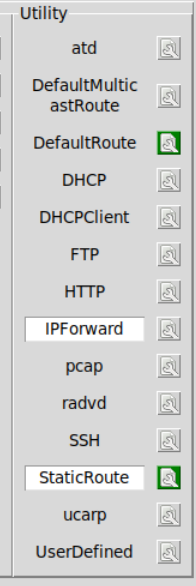 Utility
atd
DefaultMultic
astRoute
DefaultRoute
DHCP
DHCPClient
FTP
HTTP
IPForward
pcap
radvd
SSH
StaticRoute
ucarp
UserDefined